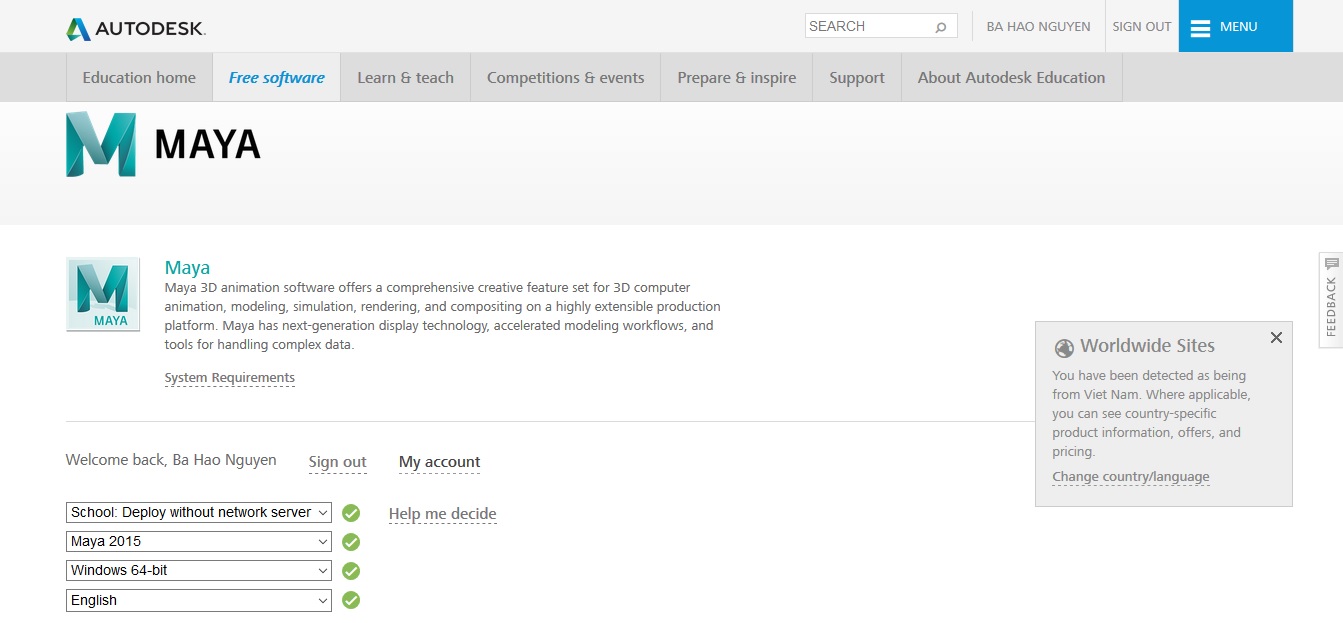 AUTODESK.
SEARCH
BA HAO NGUYEN
SIGN OUT
MENU
Education home
Free software
Learn & teach
Competitions & events
Prepare & inspire
Support
About Autodesk Education
MAYA
MAYA
Maya
Maya 3D animation software offers a comprehensive creative feature set for 3D computer
animation, modeling, simulation, rendering, and compositing on a highly extensible production
platform. Maya has next-generation display technology, accelerated modeling workflows, and
tools for handling complex data.
System Requirements
FEEDBACK
Worldwide Sites
You have been detected as being
from Viet Nam. Where applicable,
you can see country-specific
product information, offers, and
pricing.
Change country/language
Welcome back, Ba Hao Nguyen
Sign out
My account
School: Deploy without network server
Help me decide
Maya 2015
Windows 64-bit
English